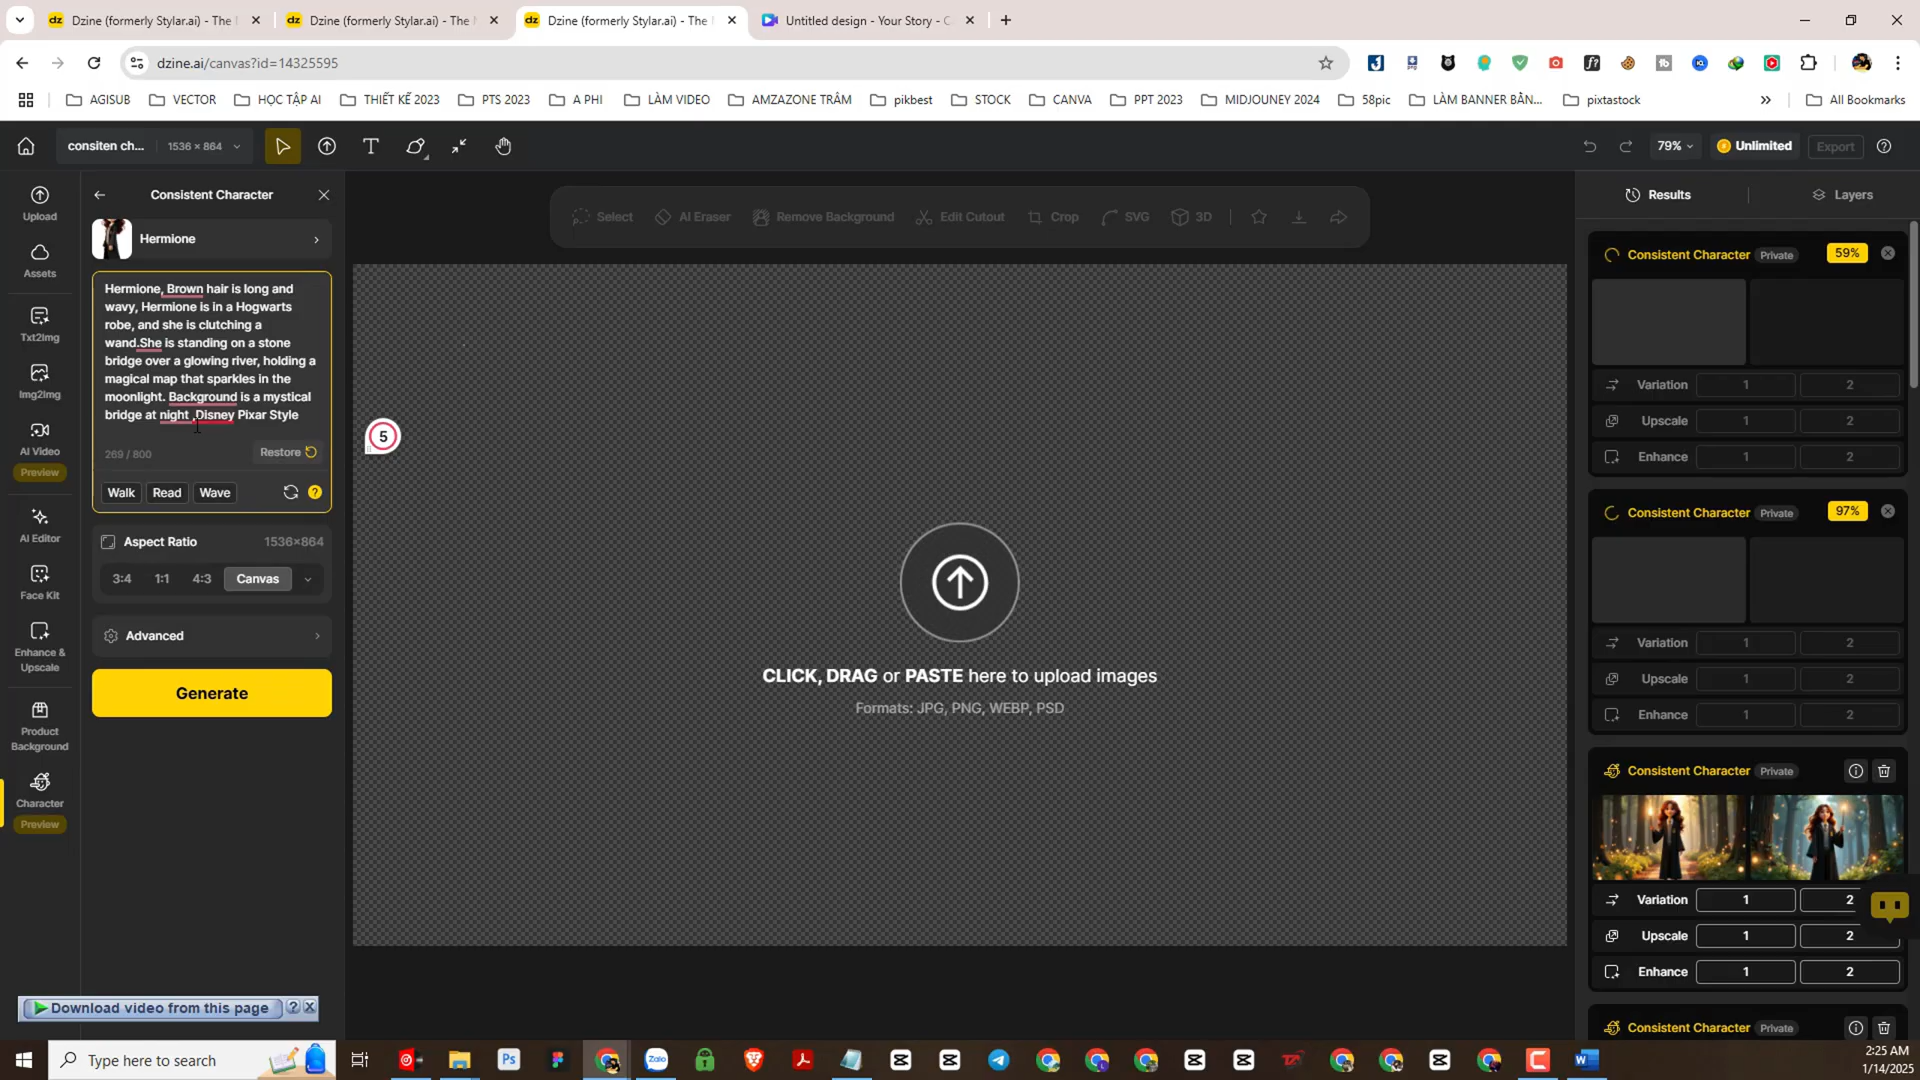 Dzine (formerly Stylar.ai) - The
Dzine (formerly Stylar.ai) - The
Dzine (formerly Stylar.ai) - The
Untitled design - Your Story - C
dzine.ai/canvas?id=14325595
AGISUB
VECTOR
HỌC TẬP AI
THIẾT KẾ 2023
PTS 2023
A PHI
LÀM VIDEO
AMZAZONE TRÂM
pikbest
STOCK
CANVA
PPT 2023
MIDJOUNEY 2024
58pic
LÀM BANNER BẰN...
pixtastock
All Bookmarks
consiten ch...
1536 × 864
79%
Unlimited
Export
Upload
Assets
Txt2Img
Img2Img
AI Video
Preview
AI Editor
Face Kit
Enhance &
Upscale
Product
Background
Character
Preview
Consistent Character
Hermione
Hermione, Brown hair is long and
wavy, Hermione is in a Hogwarts
robe, and she is clutching a
wand.She is standing on a stone
bridge over a glowing river, holding a
magical map that sparkles in the
moonlight. Background is a mystical
bridge at night ,Disney Pixar Style
269 / 800
Restore
Walk
Read
Wave
Aspect Ratio
1536×864
3:4
1:1
4:3
Canvas
Advanced
Generate
Select
AI Eraser
Remove Background
Edit Cutout
Crop
SVG
3D
5
CLICK, DRAG or PASTE here to upload images
Formats: JPG, PNG, WEBP, PSD
Results
Layers
Consistent Character
Private
59%
Variation
1
2
Upscale
1
2
Enhance
1
2
Consistent Character
Private
97%
Variation
1
2
Upscale
1
2
Enhance
1
2
Consistent Character
Private
Variation
1
2
Upscale
1
2
Enhance
1
2
Consistent Character
Private
Download video from this page
Type here to search
2:25 AM
1/14/2025